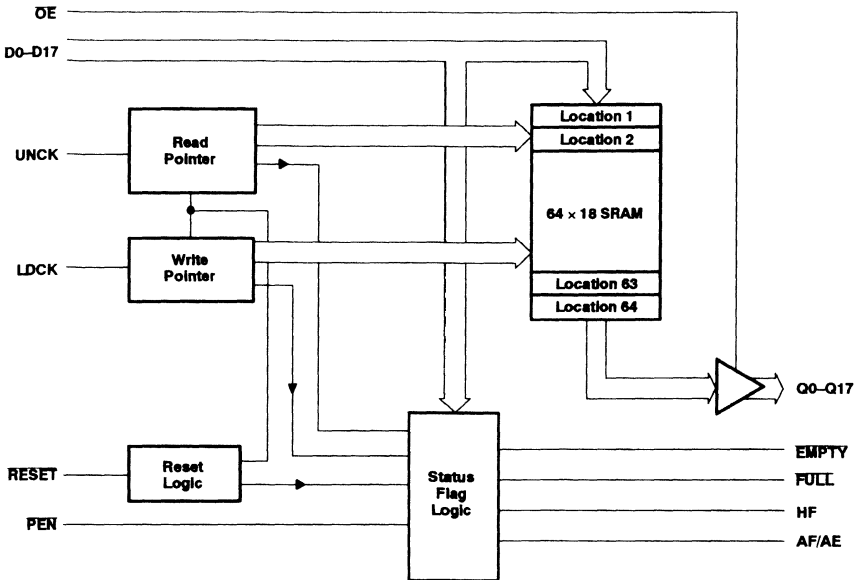 OE
D0–D17
Location 1
Location 2
Read
Pointer
UNCK
64 × 18 SRAM
Write
Pointer
LDCK
Location 63
Location 64
Q0–Q17
EMPTY
Reset
Logic
RESET
Status
Flag
Logic
FULL
HF
PEN
AF/AE